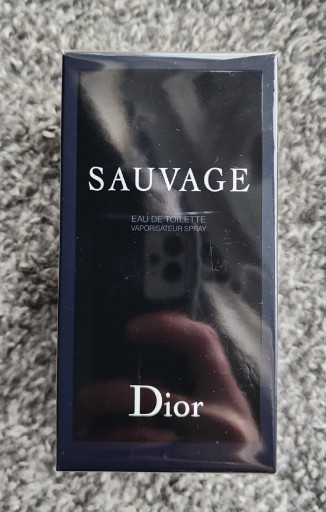 SAUVAGE
EAU DE TOILETTE
VAPORISATEUR SPRAY
Dior